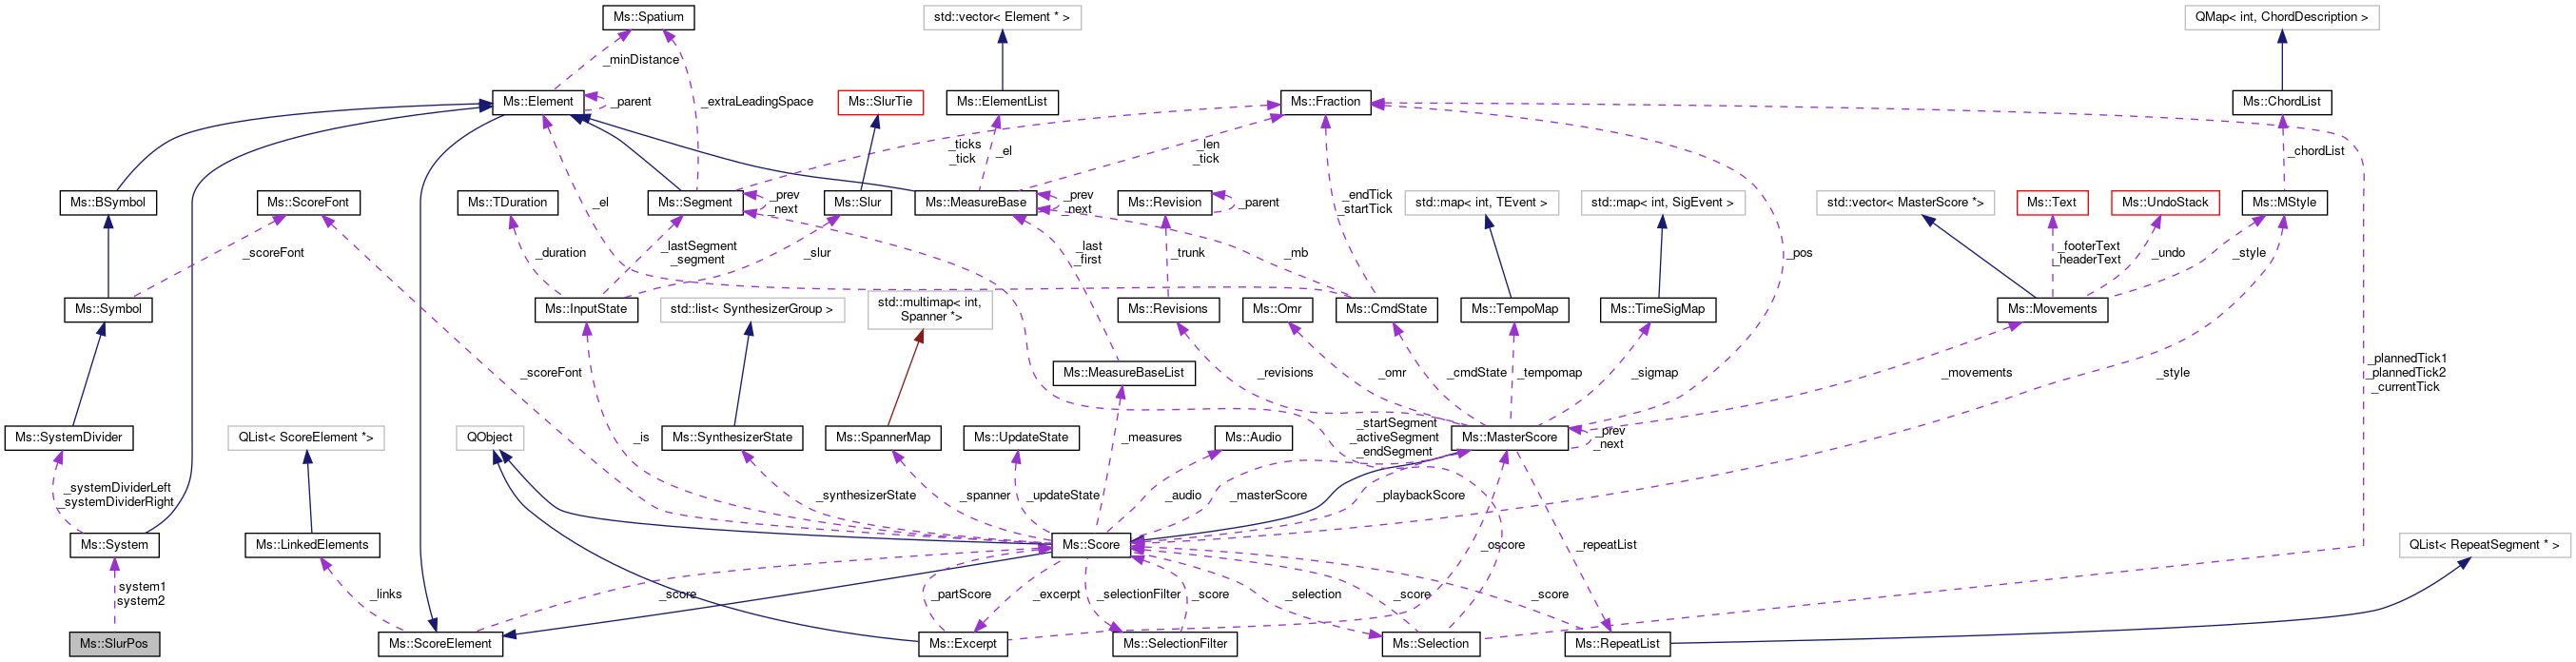 Ms::Spatium
std::vector< Element * >
QMap< int, ChordDescription >
_minDistance
Ms::Element
_parent
_extraLeadingSpace
Ms::SlurTie
Ms::ElementList
Ms::Fraction
Ms::ChordList
_ticks
_tick
_el
_len
_tick
_chordList
Ms::BSymbol
Ms::ScoreFont
Ms::TDuration
_el
Ms::Segment
_prev
_next
Ms::Slur
Ms::MeasureBase
_prev
_next
Ms::Revision
_parent
_endTick
_startTick
std::map< int, TEvent >
std::map< int, SigEvent >
std::vector< MasterScore *>
Ms::Text
Ms::UndoStack
Ms::MStyle
_scoreFont
_duration
_lastSegment
_segment
_slur
_last
_first
_trunk
_mb
_pos
_footerText
_headerText
_undo
_style
Ms::Symbol
Ms::InputState
std::list< SynthesizerGroup >
std::multimap< int,
Spanner *>
Ms::Revisions
Ms::Omr
Ms::CmdState
Ms::TempoMap
Ms::TimeSigMap
Ms::Movements
_scoreFont
Ms::MeasureBaseList
_revisions
_omr
_cmdState
_tempomap
_sigmap
_movements
_style
_plannedTick1
_plannedTick2
_currentTick
Ms::SystemDivider
QList< ScoreElement *>
QObject
_is
Ms::SynthesizerState
Ms::SpannerMap
Ms::UpdateState
_measures
Ms::Audio
_startSegment
_activeSegment
_endSegment
Ms::MasterScore
_prev
_next
_systemDividerLeft
_systemDividerRight
_synthesizerState
_spanner
_updateState
_audio
_masterScore
_playbackScore
Ms::System
Ms::LinkedElements
Ms::Score
_oscore
_repeatList
QList< RepeatSegment * >
system1
system2
_links
_score
_partScore
_excerpt
_selectionFilter
_score
_selection
_score
_score
Ms::SlurPos
Ms::ScoreElement
Ms::Excerpt
Ms::SelectionFilter
Ms::Selection
Ms::RepeatList